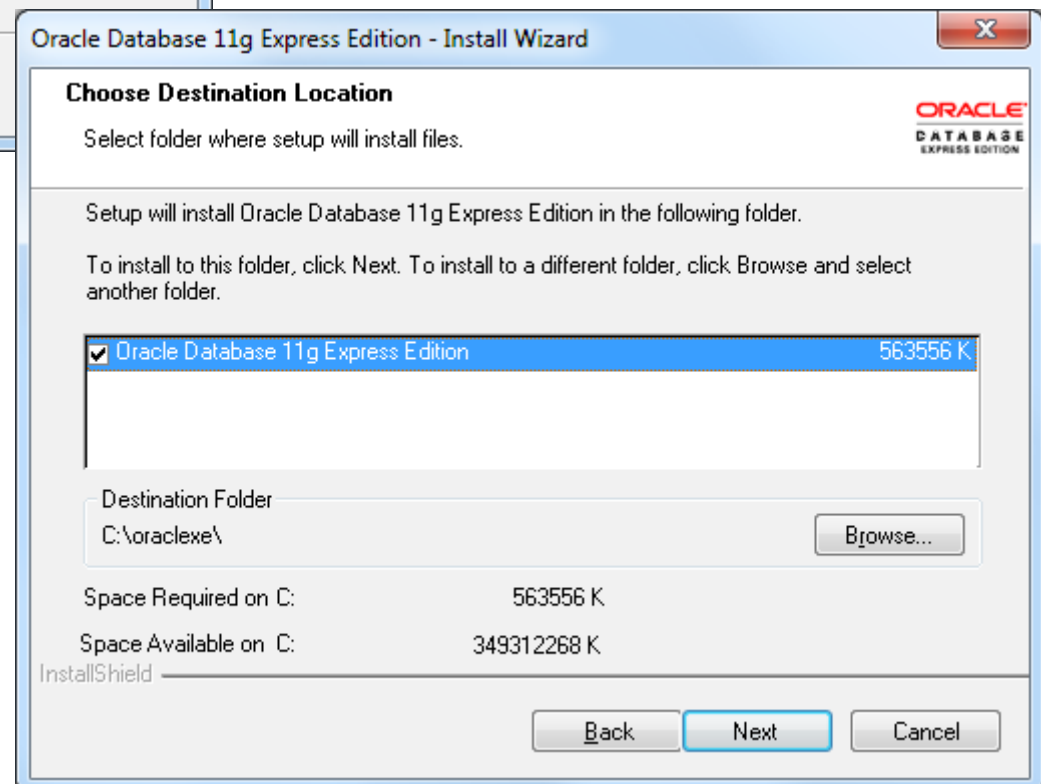 Oracle Database 11g Express Edition - Install Wizard
Choose Destination Location
Select folder where setup will install files.
ORACLE
DATABASE
EXPRESS EDITION
Setup will install Oracle Database 11g Express Edition in the following folder.
To install to this folder, click Next. To install to a different folder, click Browse and select
another folder.
Oracle Database 11g Express Edition 563556 K
Destination Folder
C:\oraclexe\
Browse...
Space Required on C: 563556 K
Space Available on C: 349312268 K
InstallShield
Back Next Cancel